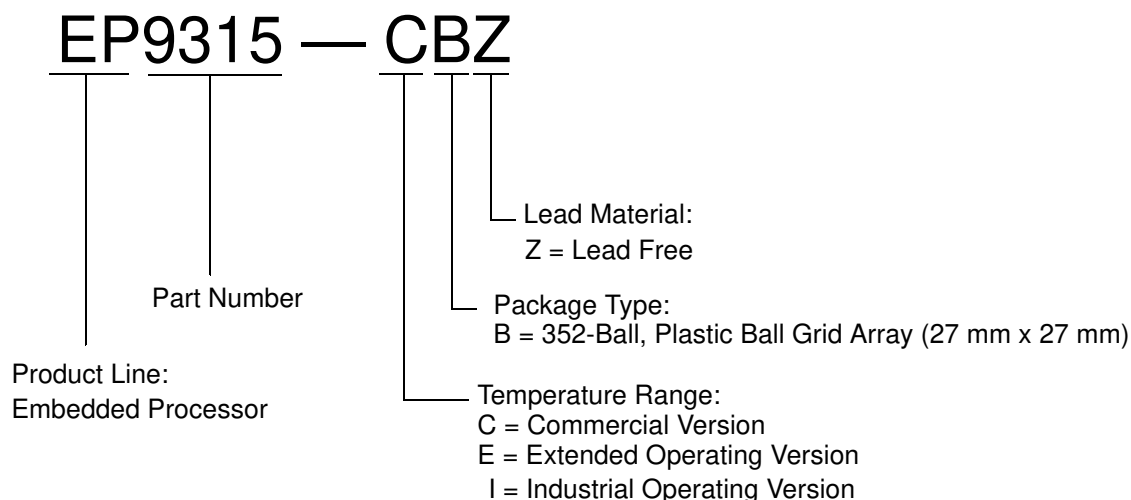 EP9315 — CBZ
Lead Material:
Z = Lead Free
Part Number
Package Type:
B = 352-Ball, Plastic Ball Grid Array (27 mm x 27 mm)
Product Line:
Embedded Processor
Temperature Range:
C = Commercial Version
E = Extended Operating Version
I = Industrial Operating Version